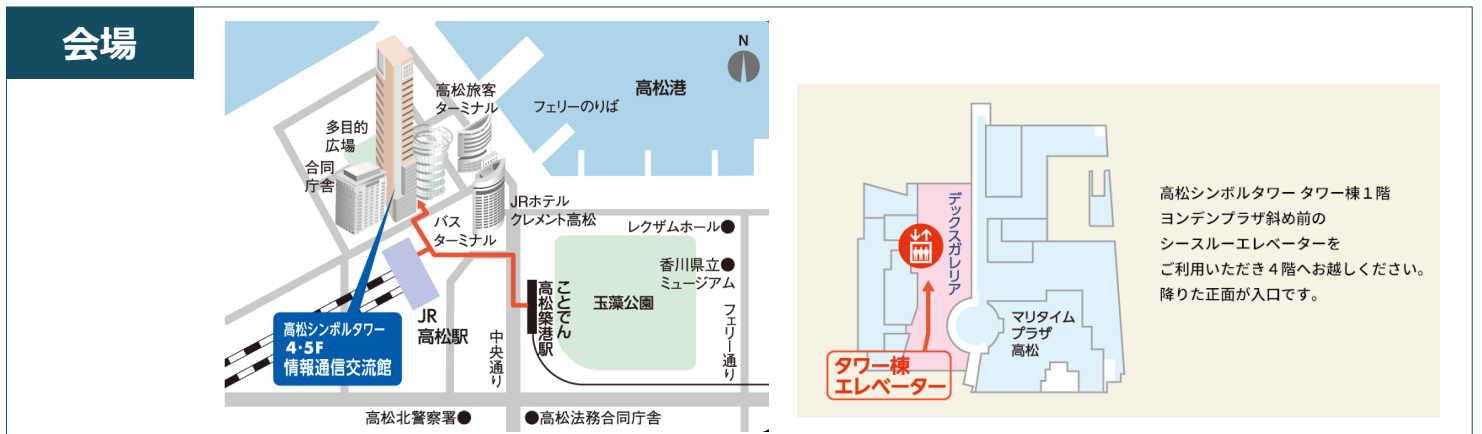 会場
N
高松港
高松旅客
ターミナル
フェリーのりば
多目的
広場
合同
庁舎
JRホテル
クレメント高松
バス
ターミナル
レクザムホール
香川県立
ミュージアム
玉藻公園
ことでん
高松築港駅
JR
高松駅
高松シンボルタワー
4・5F
情報通信交流館
中央通り
フェリー通り
高松北警察署
高松法務合同庁舎
デックスガレリア
マリタイム
プラザ
高松
タワー棟
エレベーター
高松シンボルタワー タワー棟1階
ヨンデンプラザ斜め前の
シースルーエレベーターを
ご利用いただき4階へお越しください。
降りた正面が入口です。